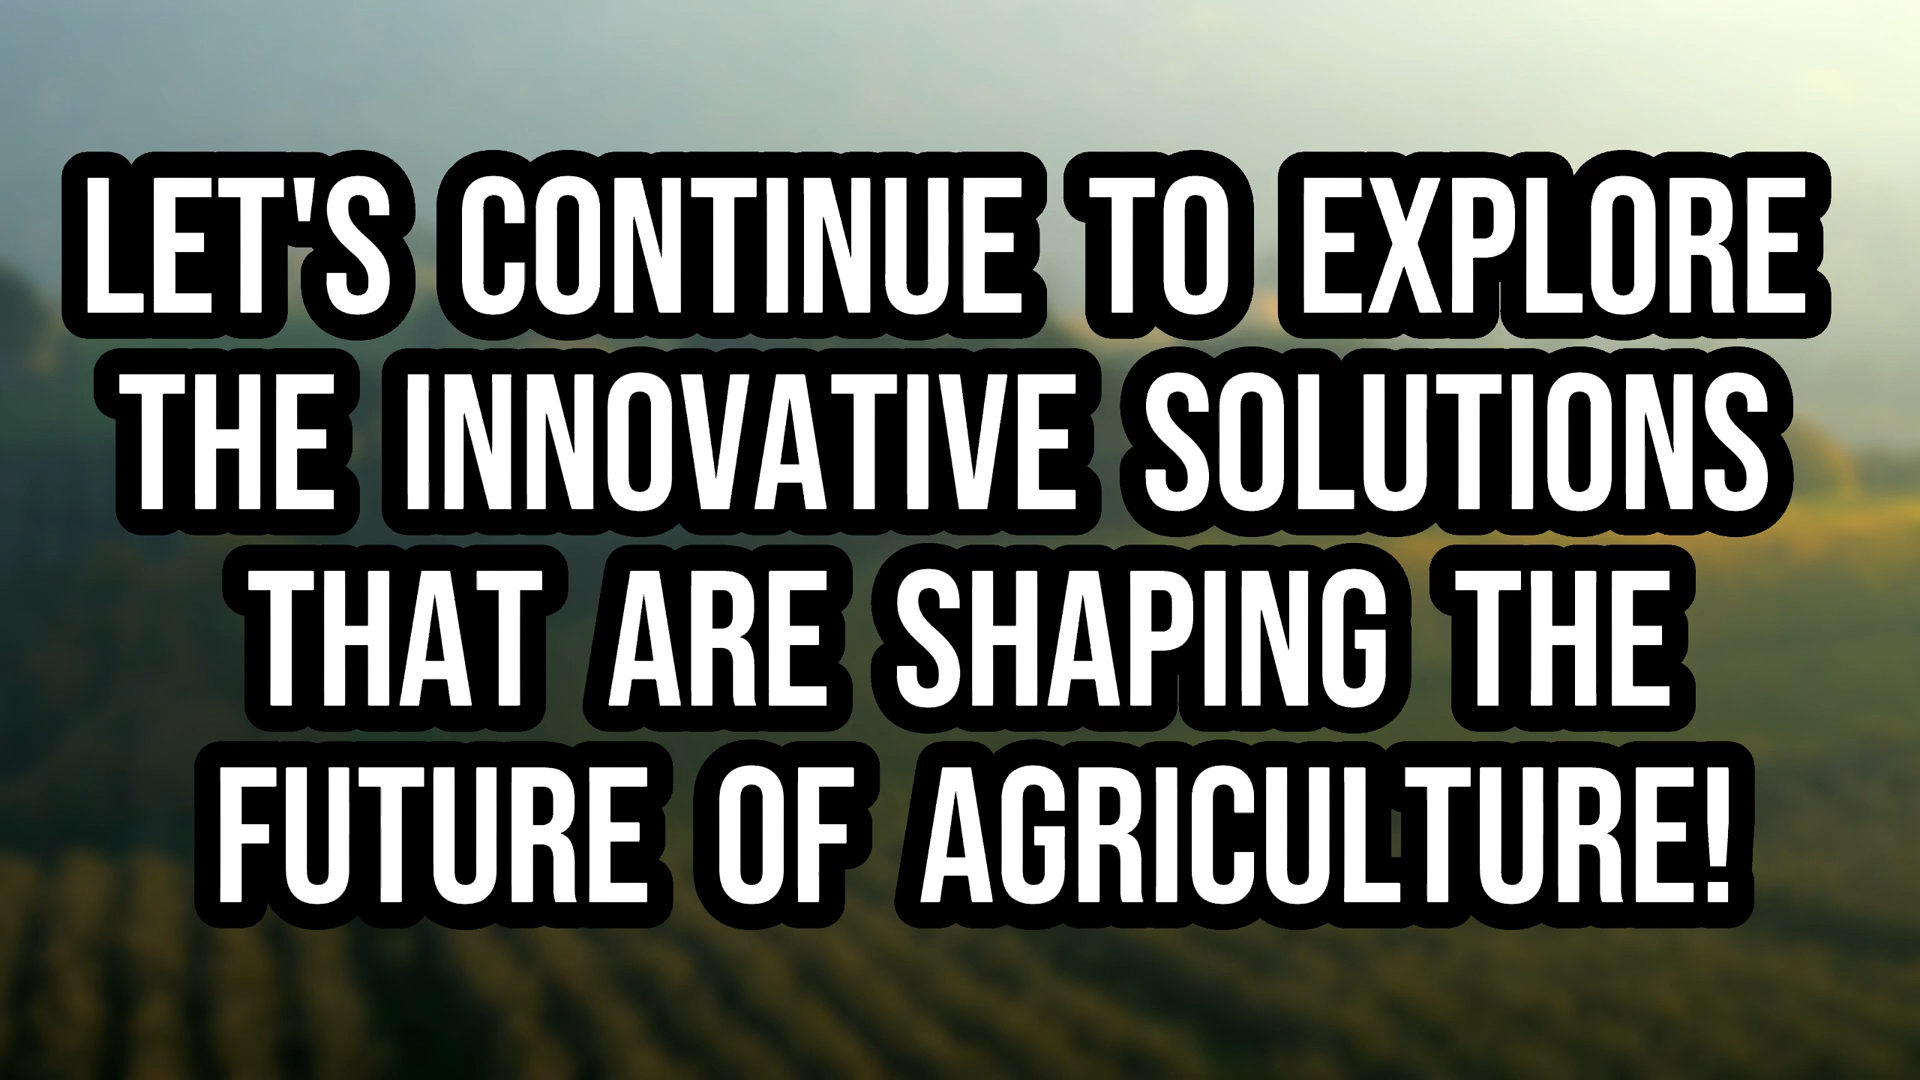 LET'S CONTINUE TO EXPLORE
THE INNOVATIVE SOLUTIONS
THAT ARE SHAPING THE
FUTURE OF AGRICULTURE!